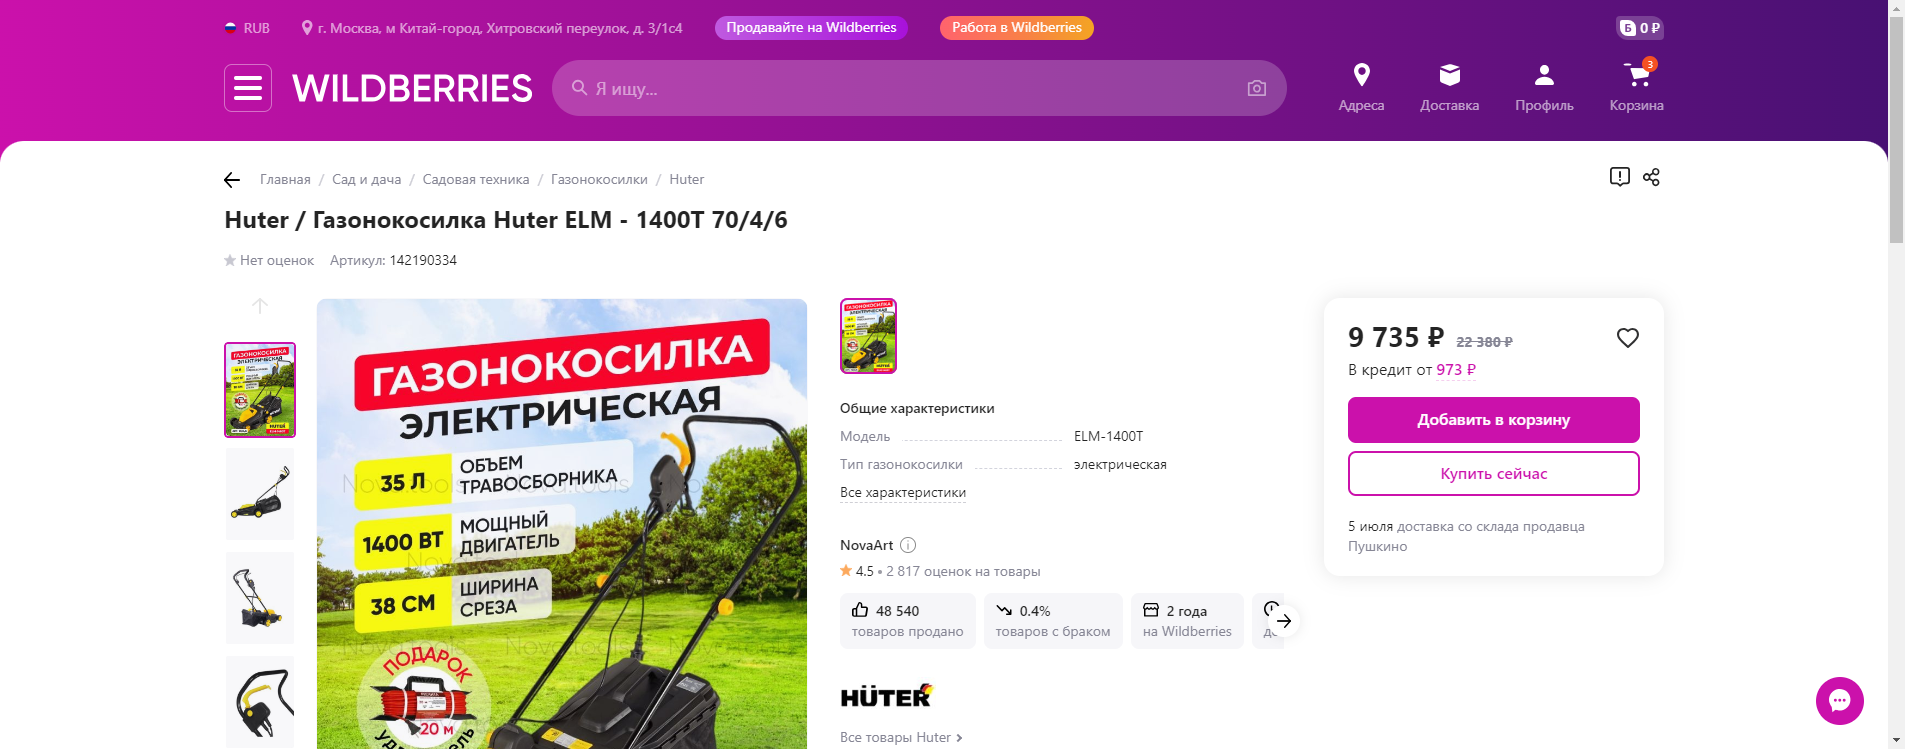 RUB
г. Москва, м Китай-город, Хитровский переулок, д. 3/1с4
Продавайте на Wildberries
Работа в Wildberries
Б 0 ₽
WILDBERRIES
Я ищу...
Адреса
Доставка
Профиль
3
Корзина
Главная / Сад и дача / Садовая техника / Газонокосилки / Huter
Huter / Газонокосилка Huter ELM - 1400T 70/4/6
Нет оценок Артикул: 142190334
ГАЗОНОКОСИЛКА
ЭЛЕКТРИЧЕСКАЯ
35 Л
ОБЪЕМ
ТРАВОСБОРНИКА
1400 ВТ
МОЩНЫЙ
ДВИГАТЕЛЬ
38 СМ
ШИРИНА
СРЕЗА
ПОДАРОК
20 м
Общие характеристики
Модель ELM-1400T
Тип газонокосилки электрическая
Все характеристики
NovaArt
4.5 • 2 817 оценок на товары
48 540
товаров продано
0.4%
товаров с браком
2 года
на Wildberries
HÜTER
Все товары Huter
9 735 ₽ 22 380 ₽
В кредит от 973 ₽
Добавить в корзину
Купить сейчас
5 июля доставка со склада продавца
Пушкино